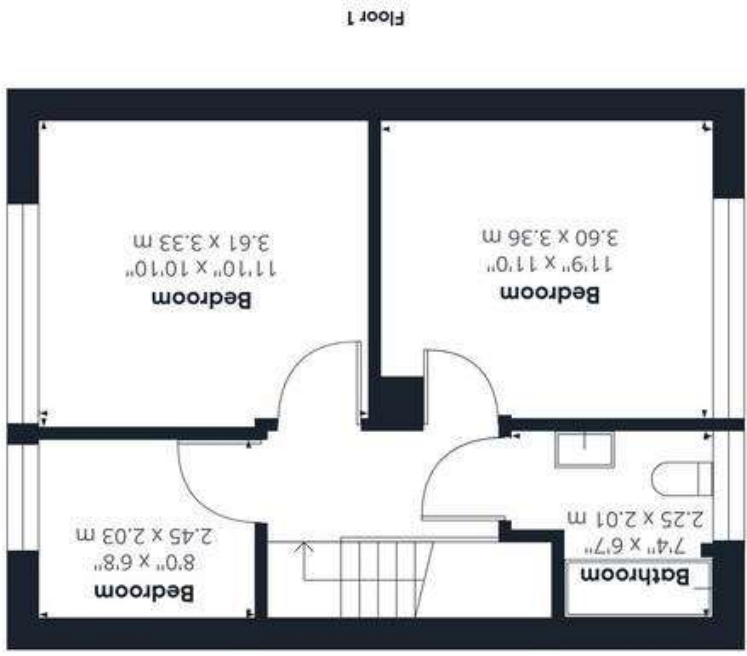 Bathroom
7'4" x 6'7"
2.25 x 2.01 m
Bedroom
8'0" x 6'8"
2.45 x 2.03 m
Bedroom
11'9" x 11'0"
3.60 x 3.36 m
Bedroom
11'10" x 10'10"
3.61 x 3.33 m
Floor 1